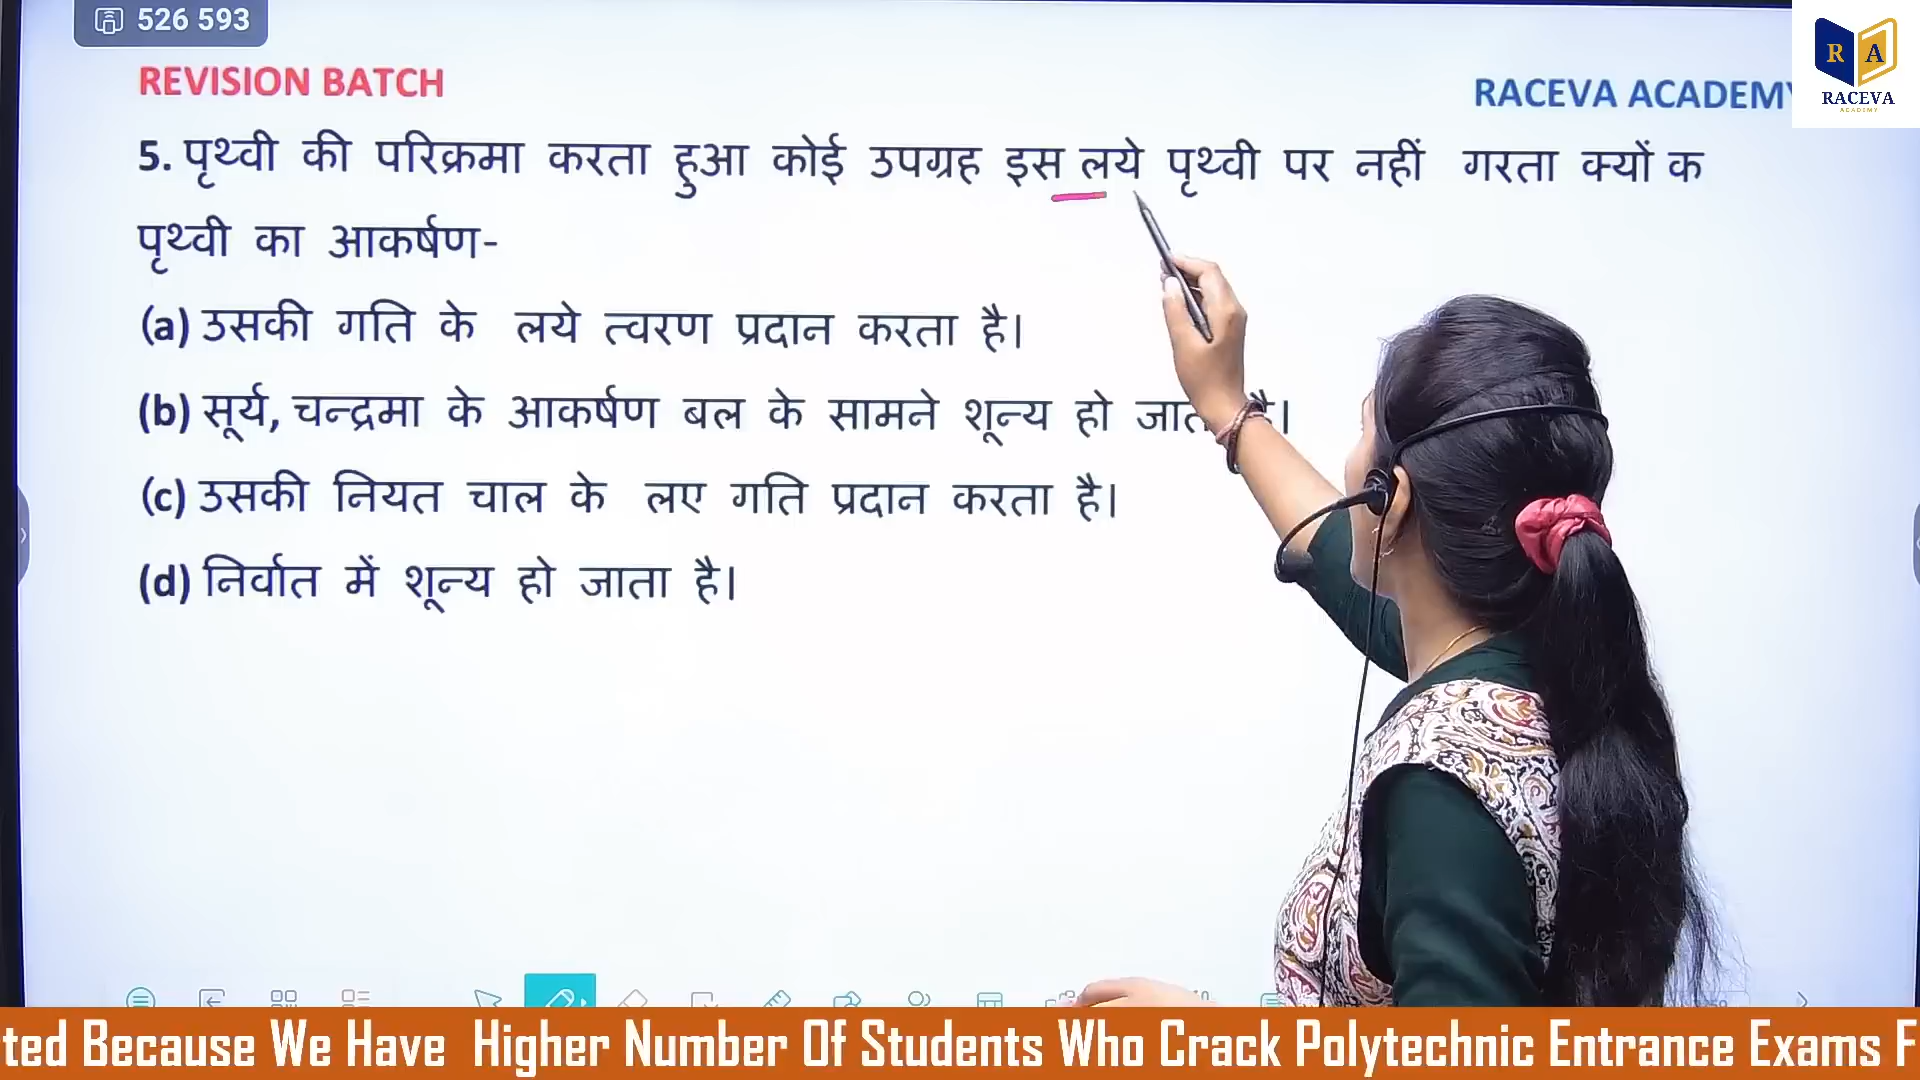 526 593
REVISION BATCH
RACEVA ACADEMY
R A
RACEVA
ACADEMY
5. पृथ्वी की परिक्रमा करता हुआ कोई उपग्रह इस लये पृथ्वी पर नहीं गरता क्यों क
पृथ्वी का आकर्षण-
(a) उसकी गति के लये त्वरण प्रदान करता है।
(b) सूर्य, चन्द्रमा के आकर्षण बल के सामने शून्य हो है।
(c) उसकी नियत चाल के लए गति प्रदान करता है।
(d) निर्वात में शून्य हो जाता है।
ted Because We Have Higher Number Of Students Who Crack Polytechnic Entrance Exams F